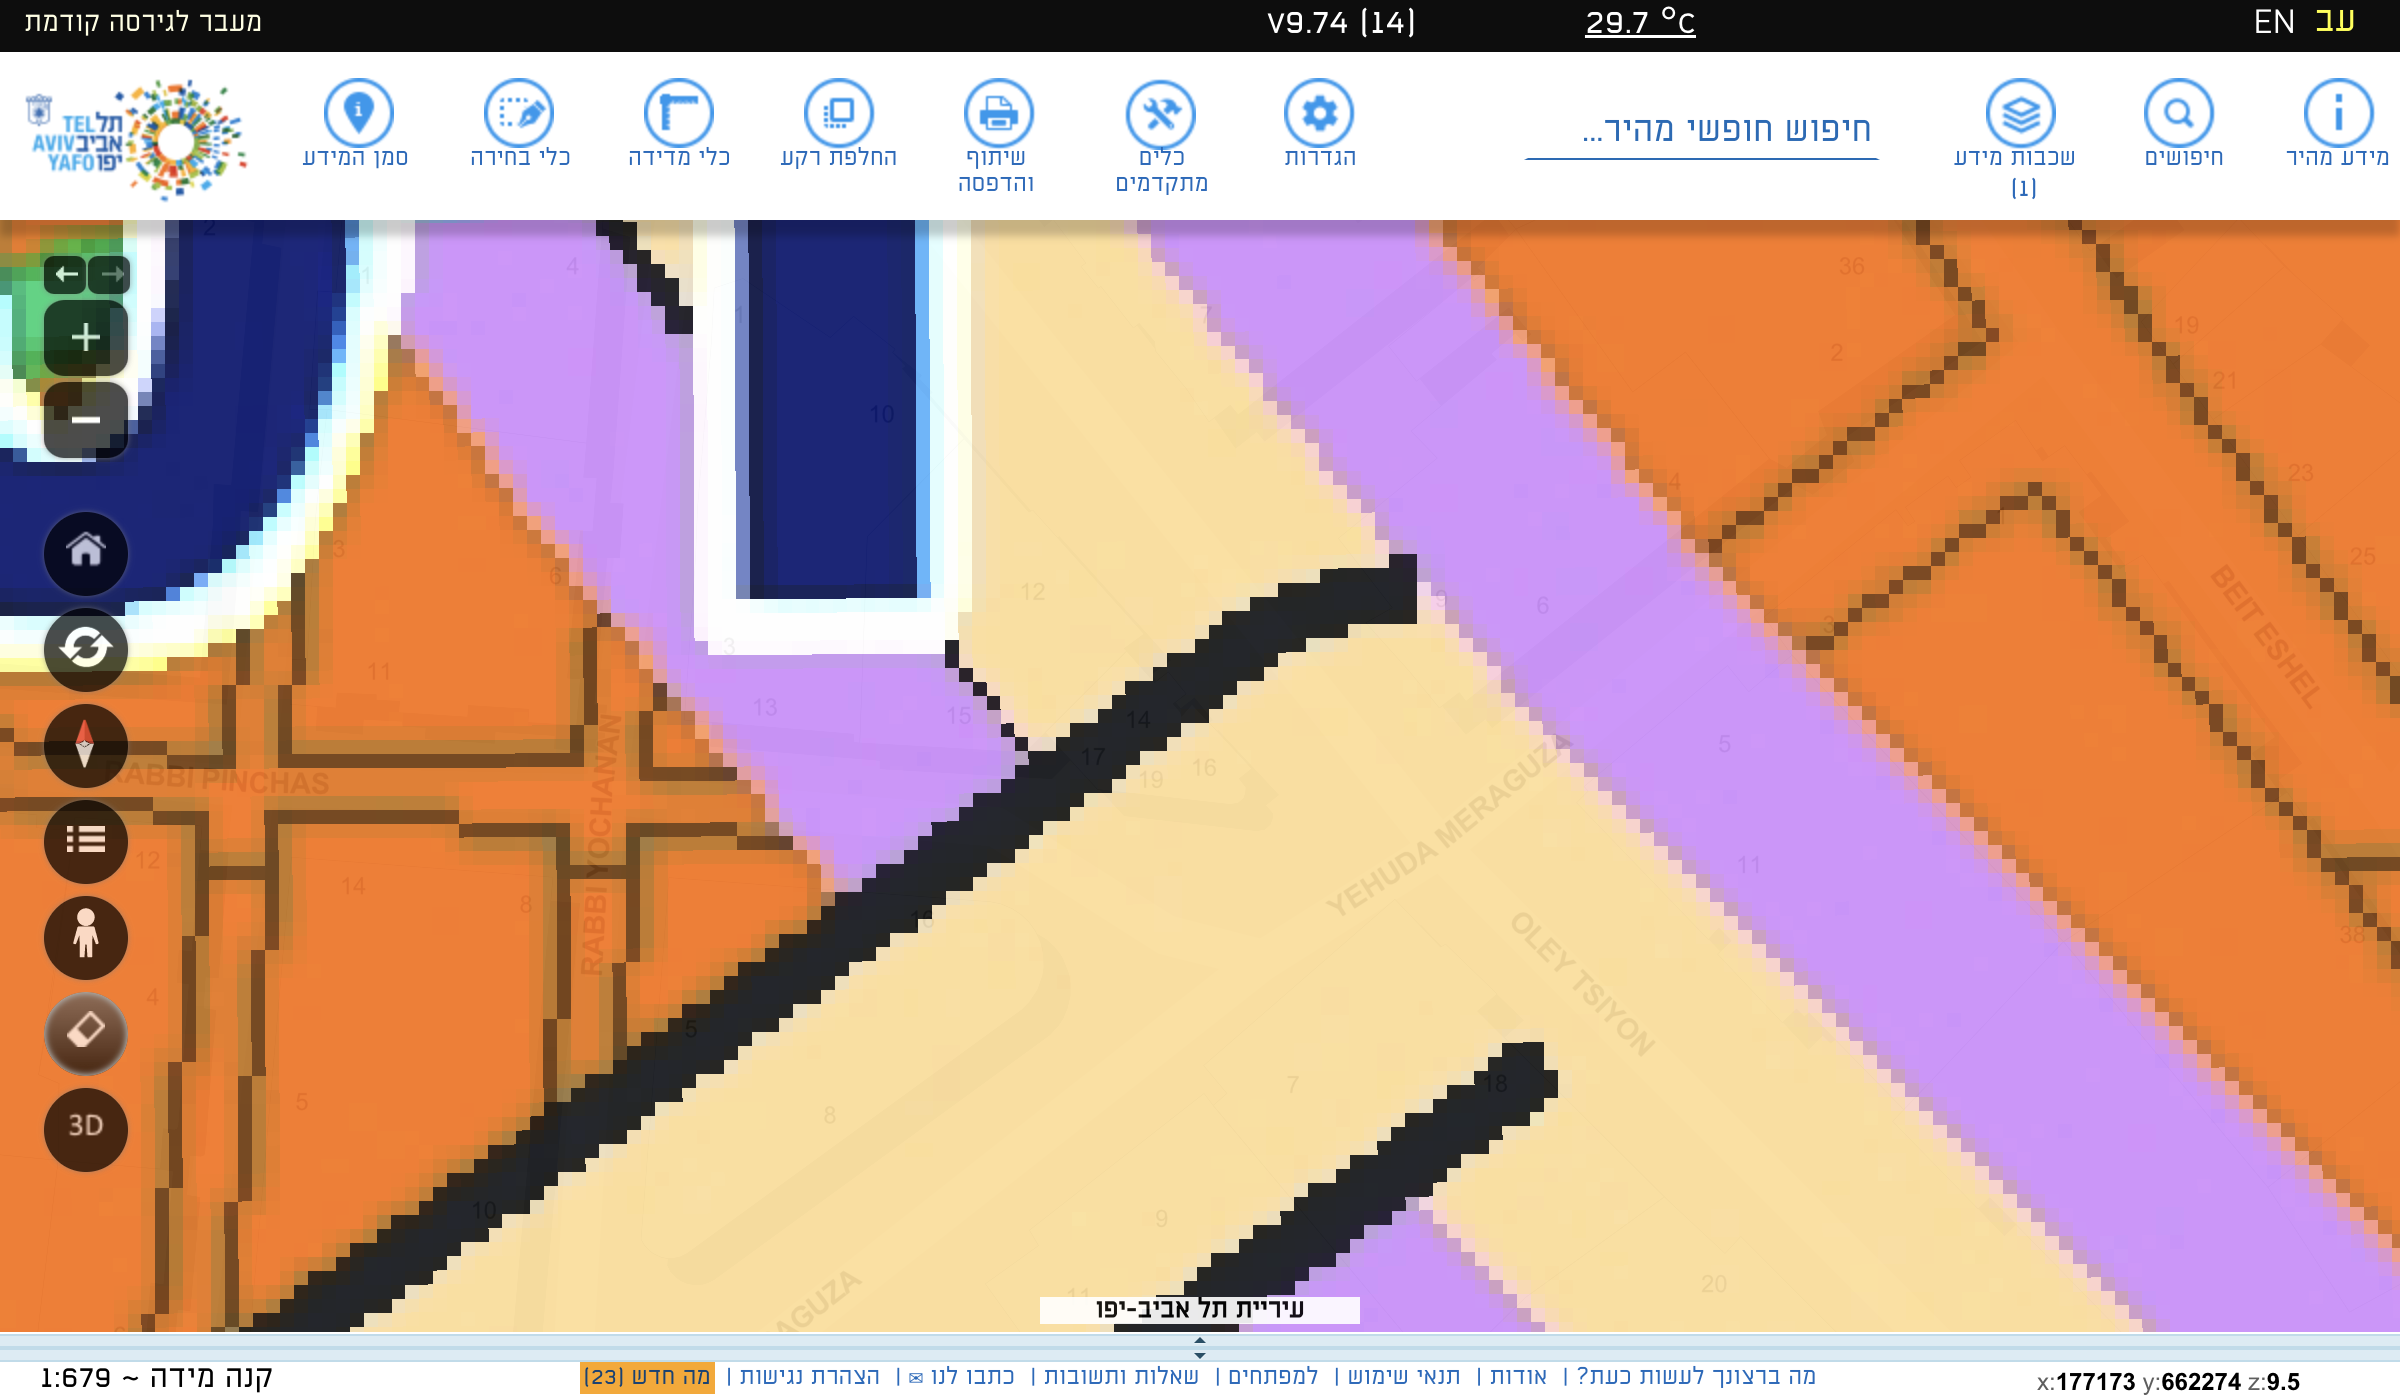 מעבר לגירסה קודמת
V9.74 (14)
29.7 °C
EN עב
תל אביב יפו
TEL AVIV YAFO
סמן המידע
כלי בחירה
כלי מדידה
החלפת רקע
שיתוף והדפסה
כלים מתקדמים
הגדרות
חיפוש חופשי מהיר...
שכבות מידע (1)
חיפושים
מידע מהיר
2
1
4
1
7
36
2
19
21
10
4
23
3
6
12
9
6
3
25
BEIT ESHEL
11
3
13
15
14
17
19
16
5
YEHUDA MERAGUZA
RABBI PINCHAS
RABBI YOCHANAN
12
14
8
16
11
OLEY TSIYON
38
4
5
5
8
7
18
10
9
11
20
AGUZA
3D
עיריית תל אביב-יפו
קנה מידה ~ 1:679
מה ברצונך לעשות כעת? | אודות | תנאי שימוש | למפתחים | שאלות ותשובות | כתבו לנו ✉ | הצהרת נגישות | מה חדש (23)
x:177173 y:662274 z:9.5